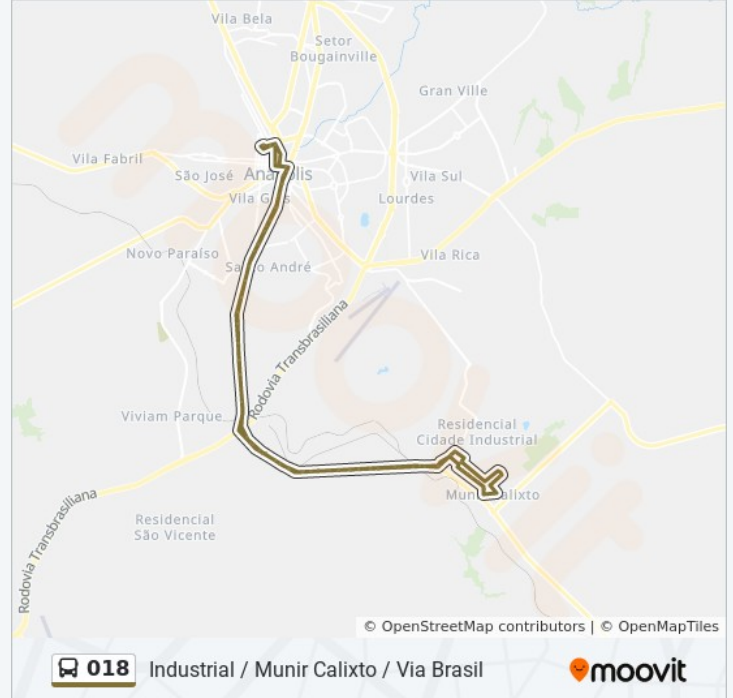 Vila Bela
Setor
Bougainville
Gran Ville
Vila Fabril
São José
Vila Sul
Lourdes
Novo Paraíso
Vila Rica
Rodovia Transbrasiliana
Viviam Parque
Residencial
Cidade Industrial
Residencial
São Vicente
Rodovia Transbrasiliana
© OpenStreetMap contributors | © OpenMapTiles
018 Industrial / Munir Calixto / Via Brasil
moovit